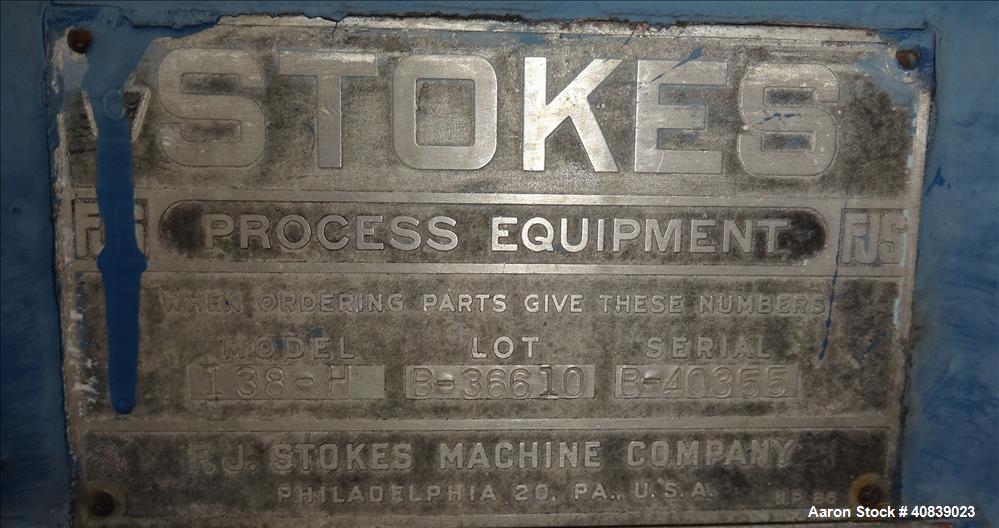 STOKES
FJS PROCESS EQUIPMENT FJS
WHEN ORDERING PARTS GIVE THESE NUMBERS
MODEL LOT SERIAL
138-H B-36610 B-40355
F.J. STOKES MACHINE COMPANY
PHILADELPHIA 20, PA., U.S.A. N.P. 86
Aaron Stock # 40839023